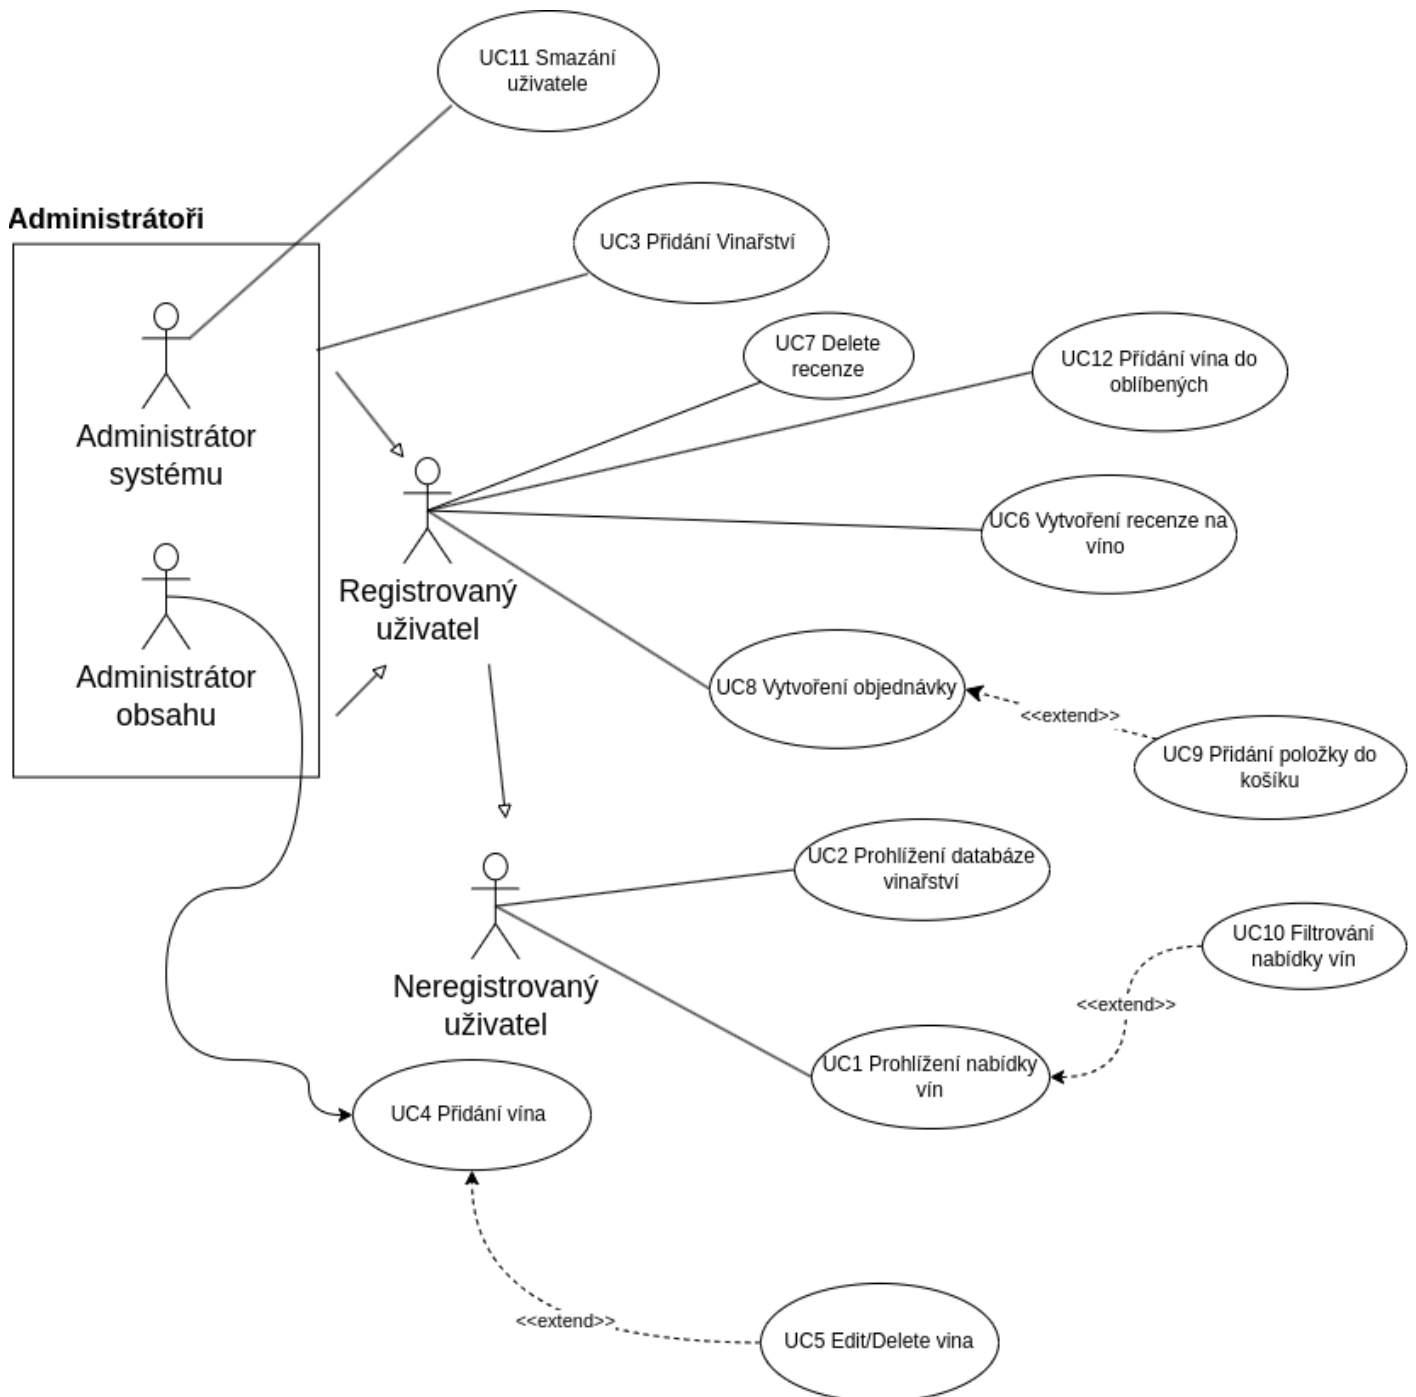 UC11 Smazání
uživatele
Administrátoři
UC3 Přidání Vinařství
Administrátor
systému
UC7 Delete
recenze
UC12 Přídání vína do
oblíbených
UC6 Vytvoření recenze na
víno
Registrovaný
uživatel
Administrátor
obsahu
UC8 Vytvoření objednávky
<<extend>>
UC9 Přidání položky do
košíku
UC2 Prohlížení databáze
vinařství
UC10 Filtrování
nabídky vín
Neregistrovaný
uživatel
<<extend>>
UC1 Prohlížení nabídky
vín
UC4 Přidání vína
<<extend>>
UC5 Edit/Delete vina